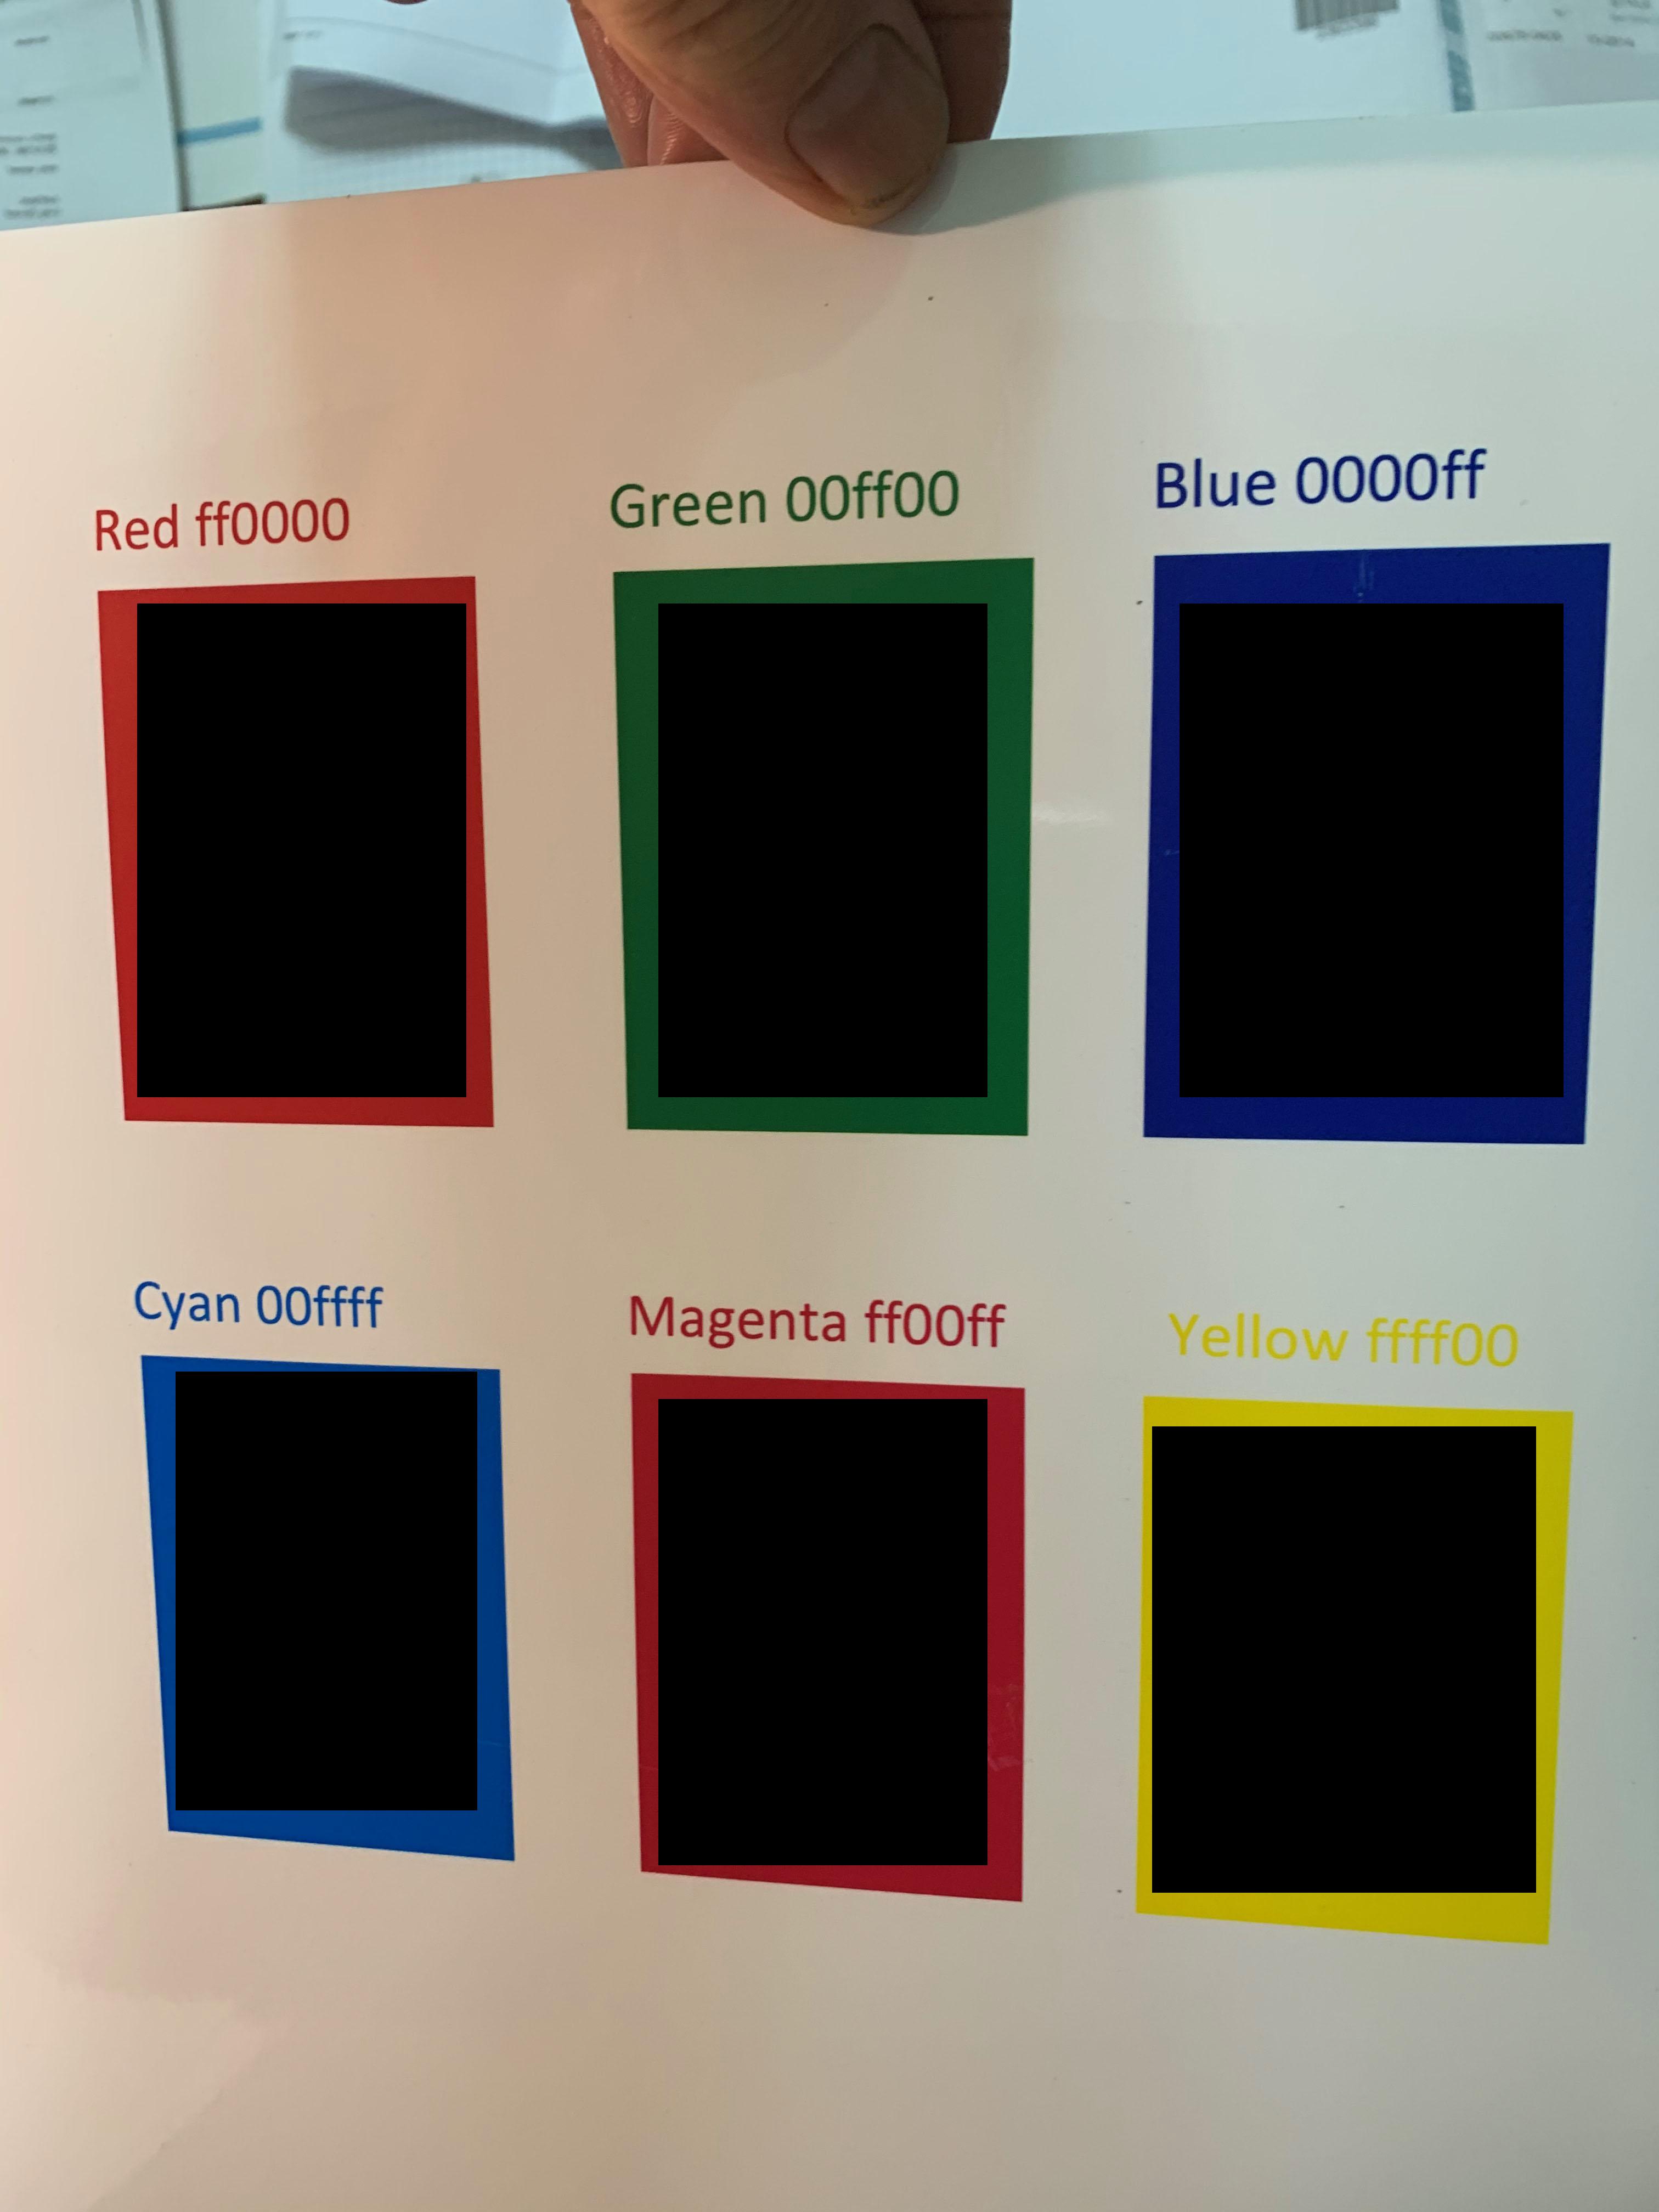 Red ff0000
Green 00ff00
Blue 0000ff
Cyan 00ffff
Magenta ff00ff
Yellow ffff00